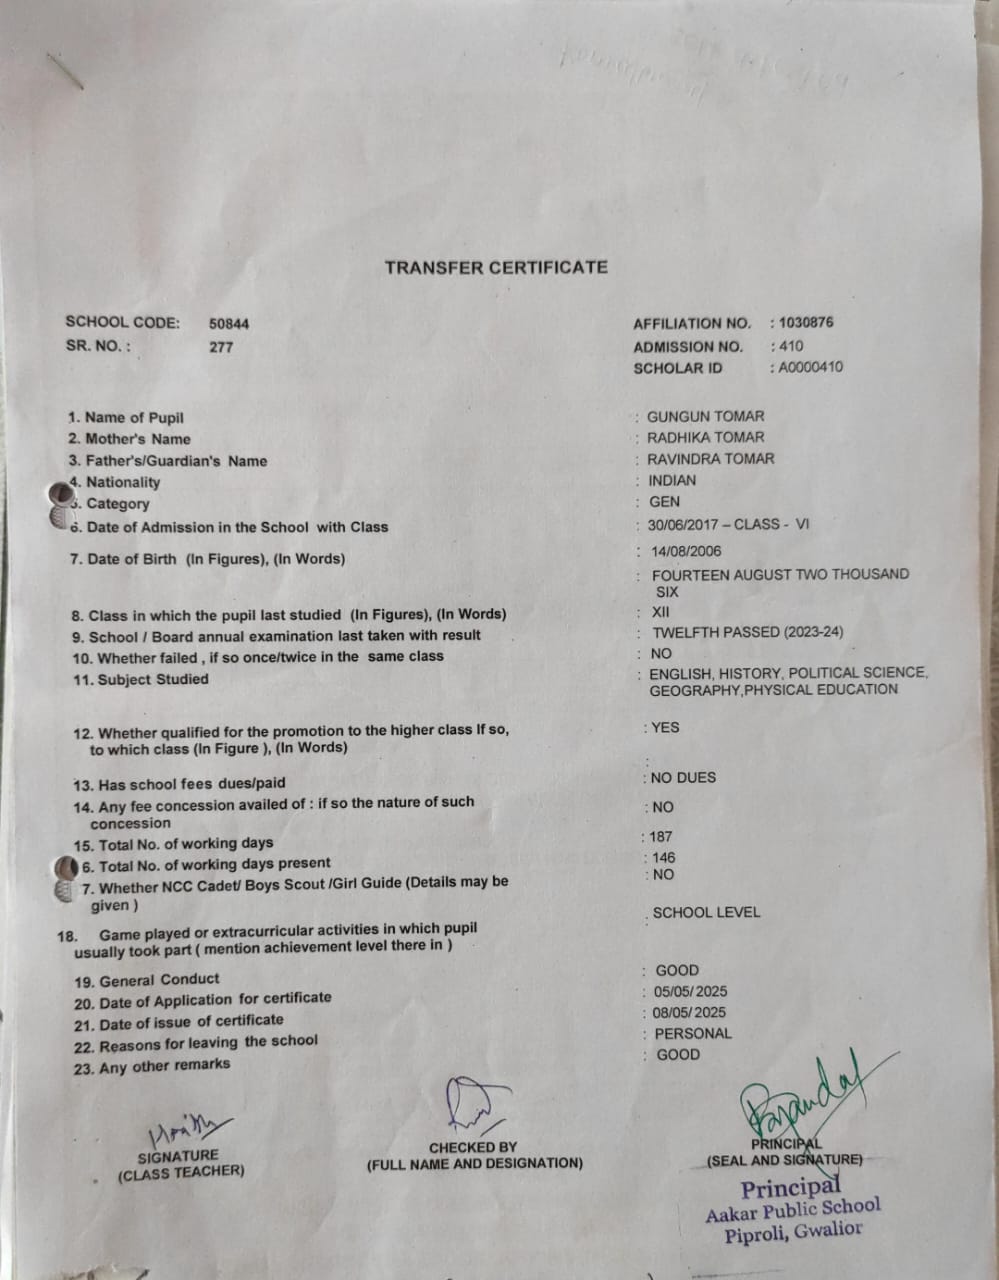 TRANSFER CERTIFICATE
SCHOOL CODE: 50844 AFFILIATION NO. : 1030876
SR. NO. : 277 ADMISSION NO. : 410
SCHOLAR ID : A0000410
1. Name of Pupil : GUNGUN TOMAR
2. Mother's Name : RADHIKA TOMAR
3. Father's/Guardian's Name : RAVINDRA TOMAR
4. Nationality : INDIAN
5. Category : GEN
6. Date of Admission in the School with Class : 30/06/2017 – CLASS - VI
7. Date of Birth (In Figures), (In Words) : 14/08/2006
: FOURTEEN AUGUST TWO THOUSAND
SIX
8. Class in which the pupil last studied (In Figures), (In Words) : XII
9. School / Board annual examination last taken with result : TWELFTH PASSED (2023-24)
10. Whether failed , if so once/twice in the same class : NO
11. Subject Studied : ENGLISH, HISTORY, POLITICAL SCIENCE,
GEOGRAPHY,PHYSICAL EDUCATION
12. Whether qualified for the promotion to the higher class If so, : YES
to which class (In Figure ), (In Words) :
13. Has school fees dues/paid : NO DUES
14. Any fee concession availed of : if so the nature of such : NO
concession
15. Total No. of working days : 187
6. Total No. of working days present : 146
7. Whether NCC Cadet/ Boys Scout /Girl Guide (Details may be : NO
given )
18. Game played or extracurricular activities in which pupil : SCHOOL LEVEL
usually took part ( mention achievement level there in )
19. General Conduct : GOOD
20. Date of Application for certificate : 05/05/2025
21. Date of issue of certificate : 08/05/2025
22. Reasons for leaving the school : PERSONAL
23. Any other remarks : GOOD
SIGNATURE CHECKED BY PRINCIPAL
(CLASS TEACHER) (FULL NAME AND DESIGNATION) (SEAL AND SIGNATURE)
Principal
Aakar Public School
Piproli, Gwalior